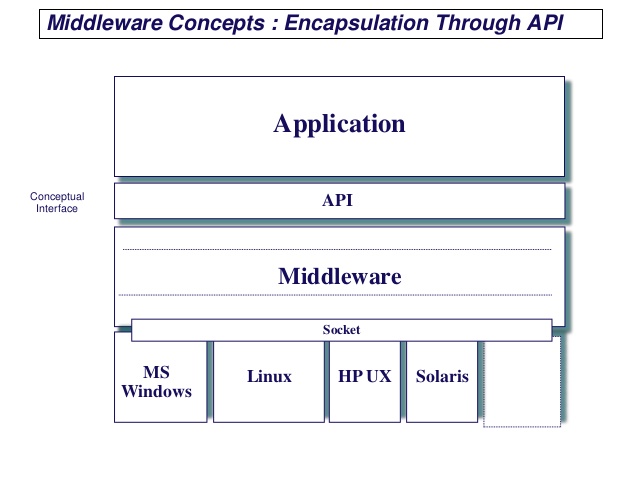 Middleware Concepts : Encapsulation Through API
Application
Conceptual
Interface
API
Middleware
Socket
MS
Windows
Linux
HP UX
Solaris